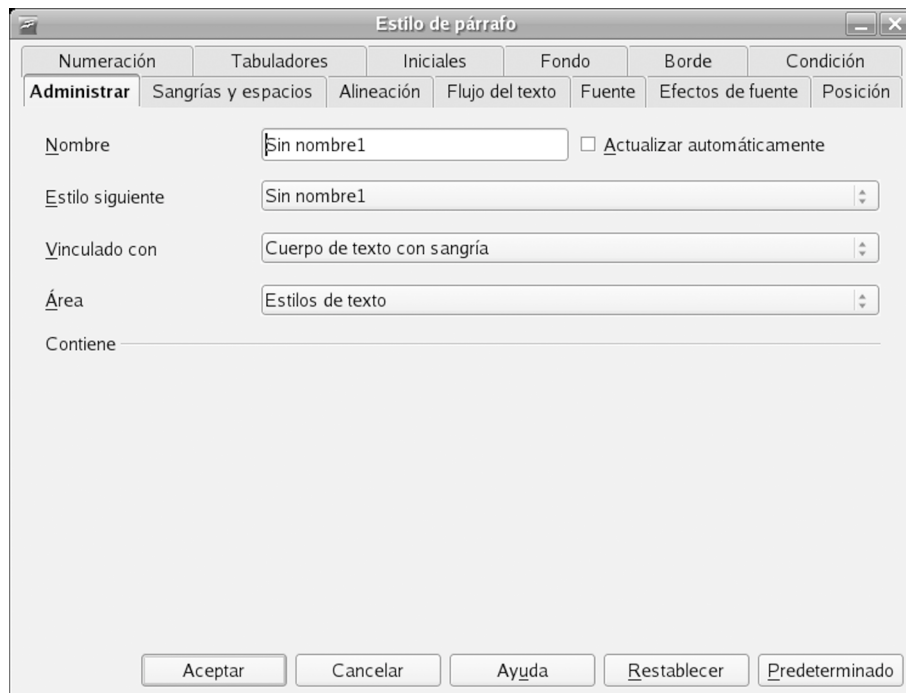 Estilo de párrafo
Numeración Tabuladores Iniciales Fondo Borde Condición
Administrar Sangrías y espacios Alineación Flujo del texto Fuente Efectos de fuente Posición
Nombre Sin nombre1 Actualizar automáticamente
Estilo siguiente Sin nombre1
Vinculado con Cuerpo de texto con sangría
Área Estilos de texto
Contiene
Aceptar Cancelar Ayuda Restablecer Predeterminado